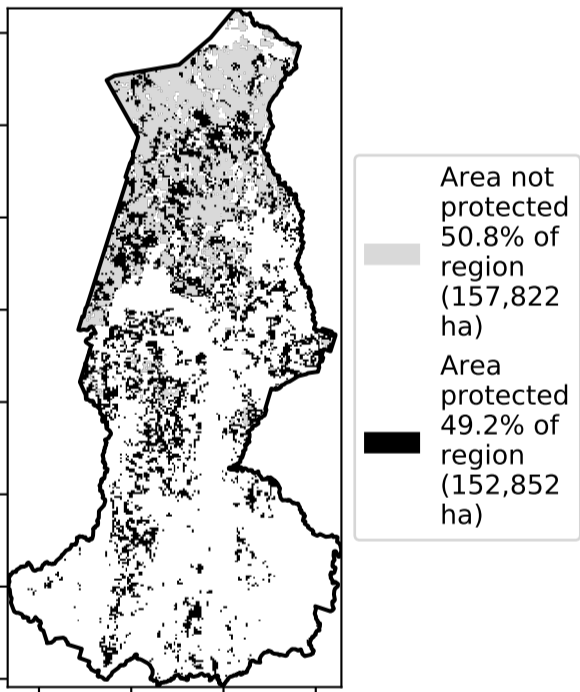 Area not
protected
50.8% of
region
(157,822
ha)
Area
protected
49.2% of
region
(152,852
ha)